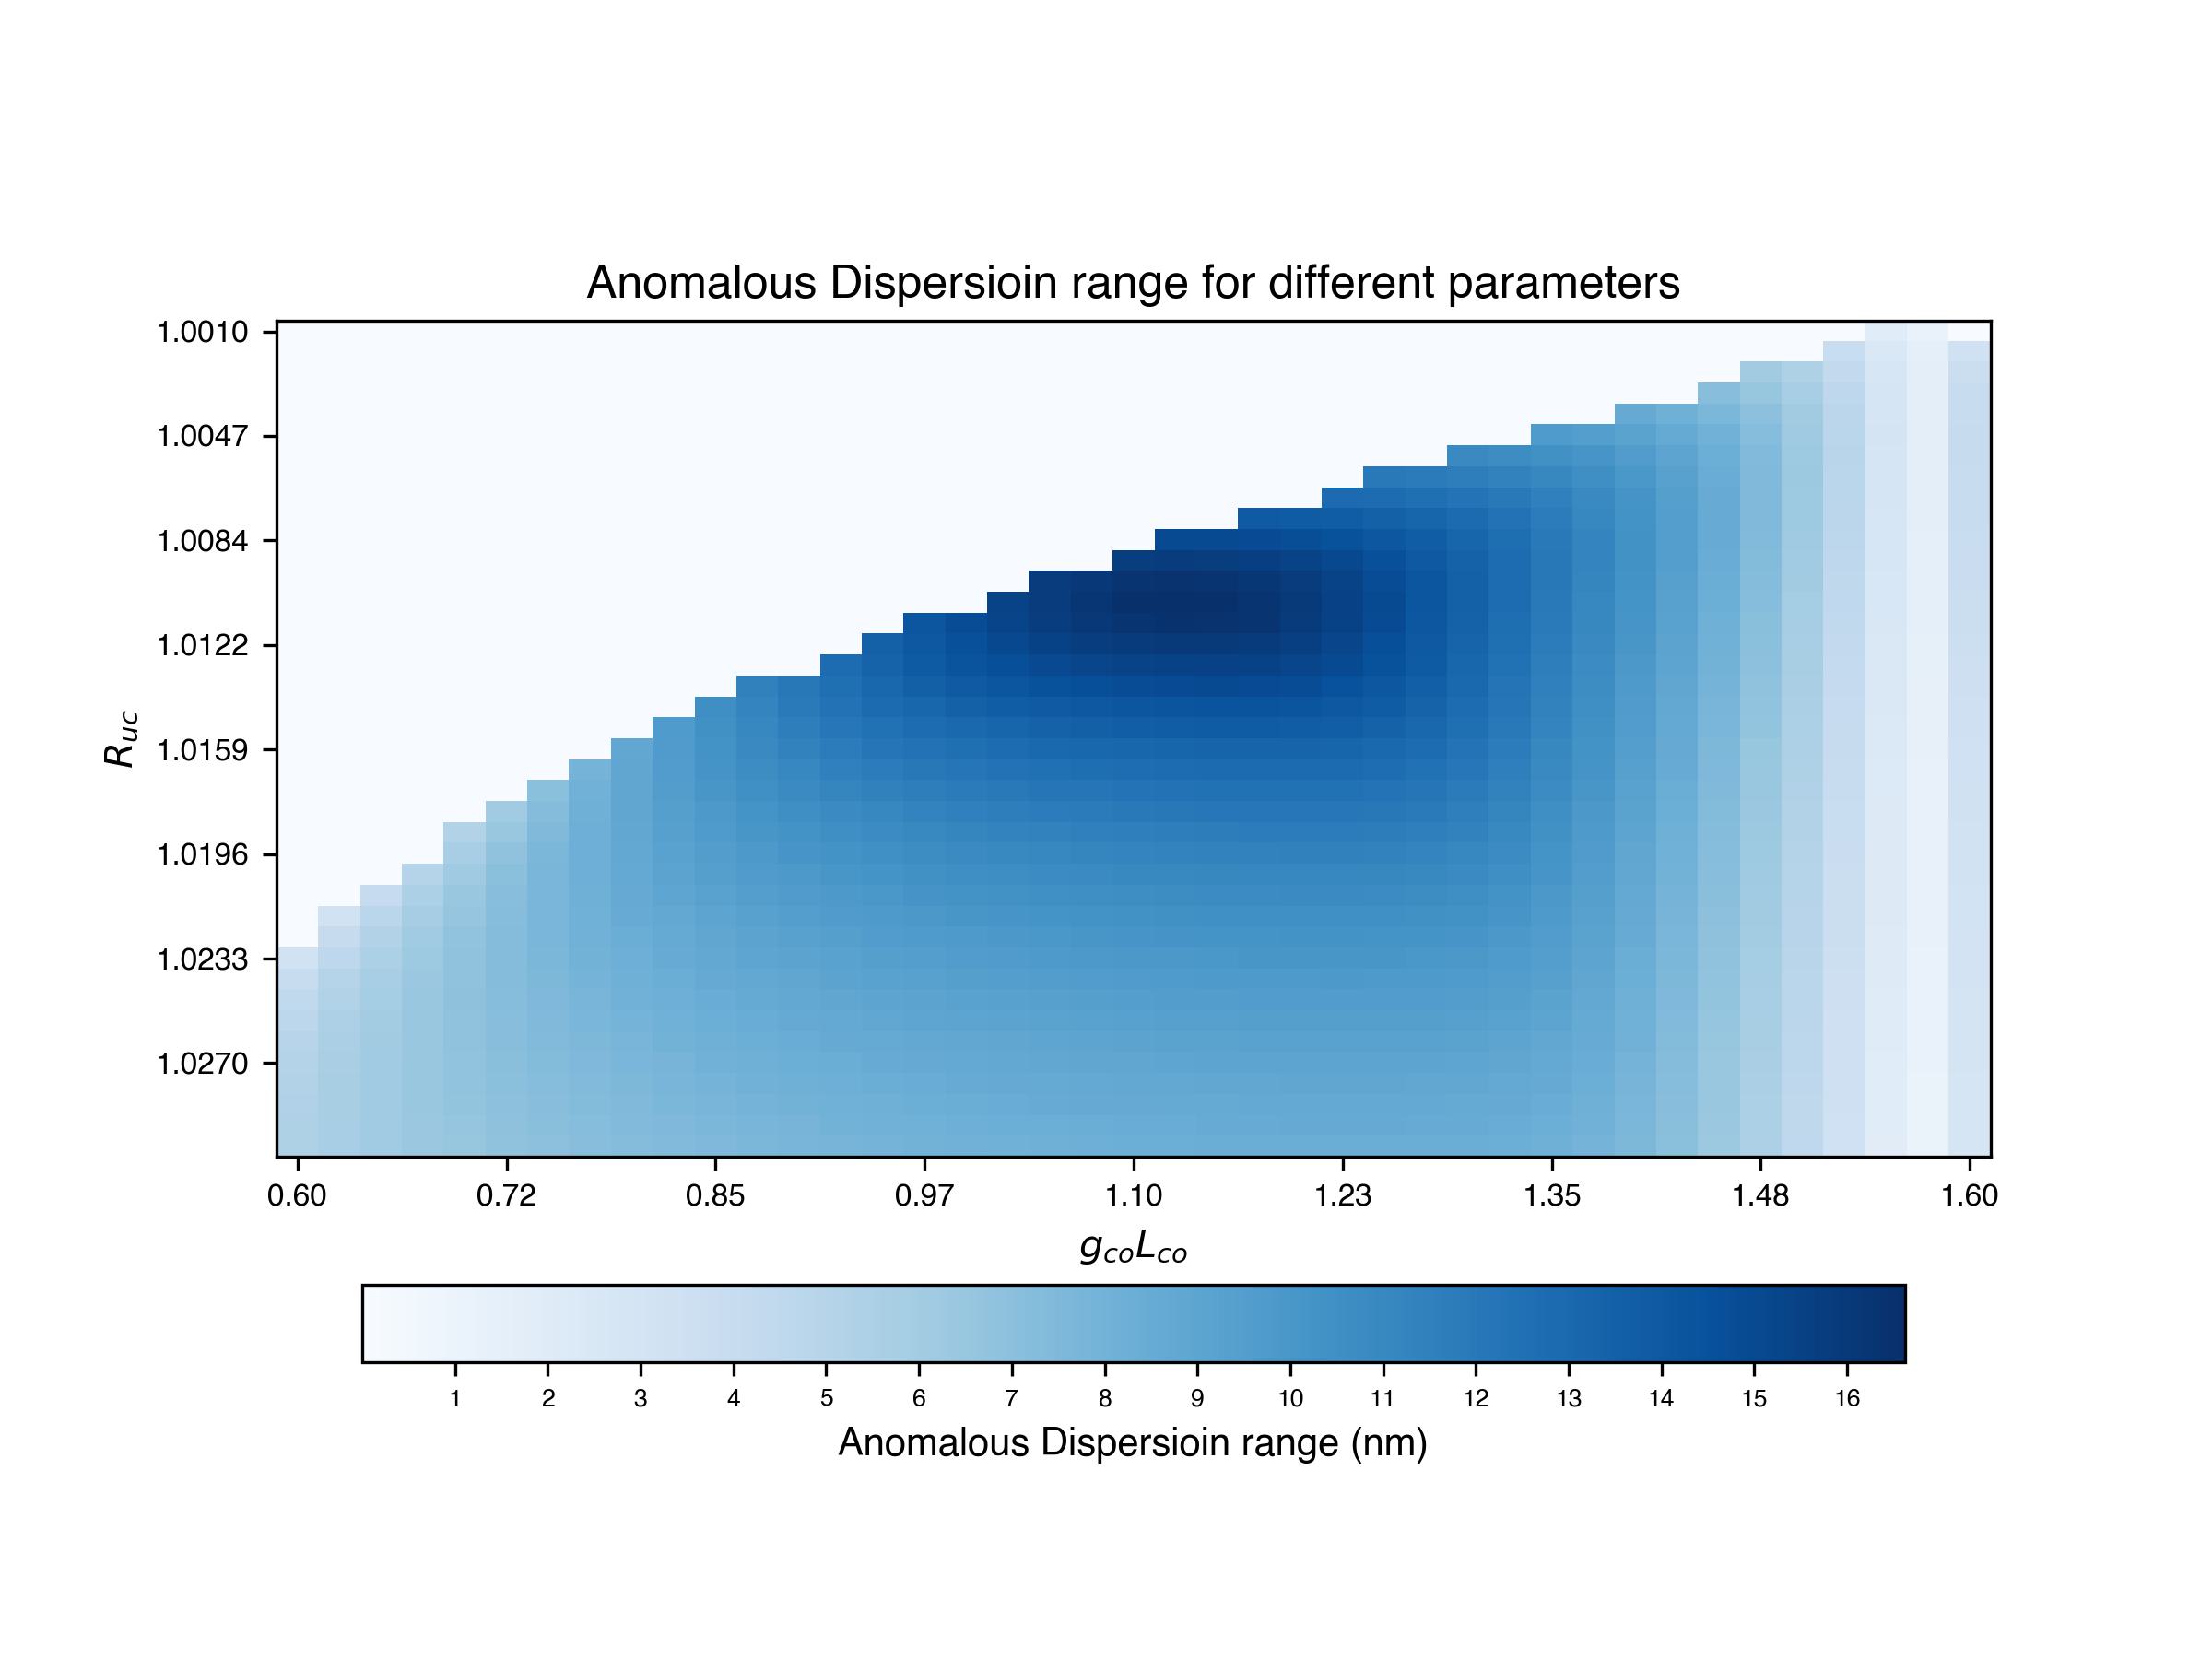 Anomalous Dispersioin range for different parameters
1.0010
1.0047
1.0084
1.0122
1.0159
1.0196
1.0233
1.0270
Ruc
0.60 0.72 0.85 0.97 1.10 1.23 1.35 1.48 1.60
gcoLco
1 2 3 4 5 6 7 8 9 10 11 12 13 14 15 16
Anomalous Dispersioin range (nm)